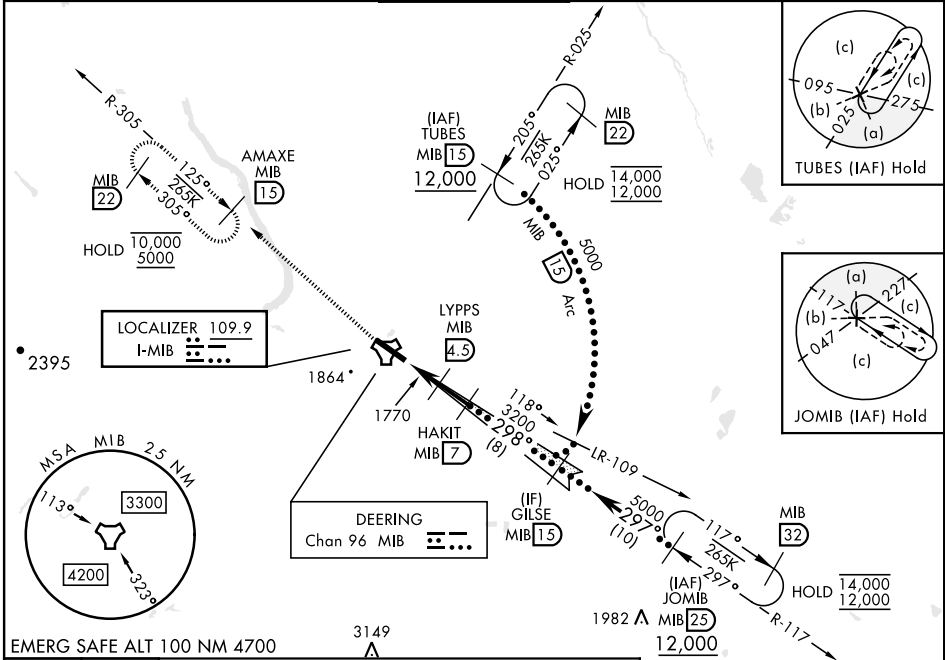 R-305
MIB
22
125°
265K
305°
AMAXE
MIB
15
HOLD 10,000
5000
(IAF)
TUBES
MIB 15
12,000
R-025
205°
265K
025°
MIB
22
HOLD 14,000
12,000
MIB
15
Arc
5000
(c)
(c)
095
275
(b)
025
(a)
TUBES (IAF) Hold
(a)
117
227
(c)
(b)
047
(c)
JOMIB (IAF) Hold
LOCALIZER 109.9
I-MIB
2395
1864
LYPPS
MIB
4.5
1770
HAKIT
MIB 7
118°
3200
298°
(8)
LR-109
(IF)
GILSE
MIB 15
5000
297°
(10)
117°
265K
297°
MIB
32
HOLD 14,000
12,000
(IAF)
JOMIB
MIB 25
12,000
R-117
1982
DEERING
Chan 96 MIB
MSA MIB 25 NM
113°
3300
4200
323°
EMERG SAFE ALT 100 NM 4700
3149